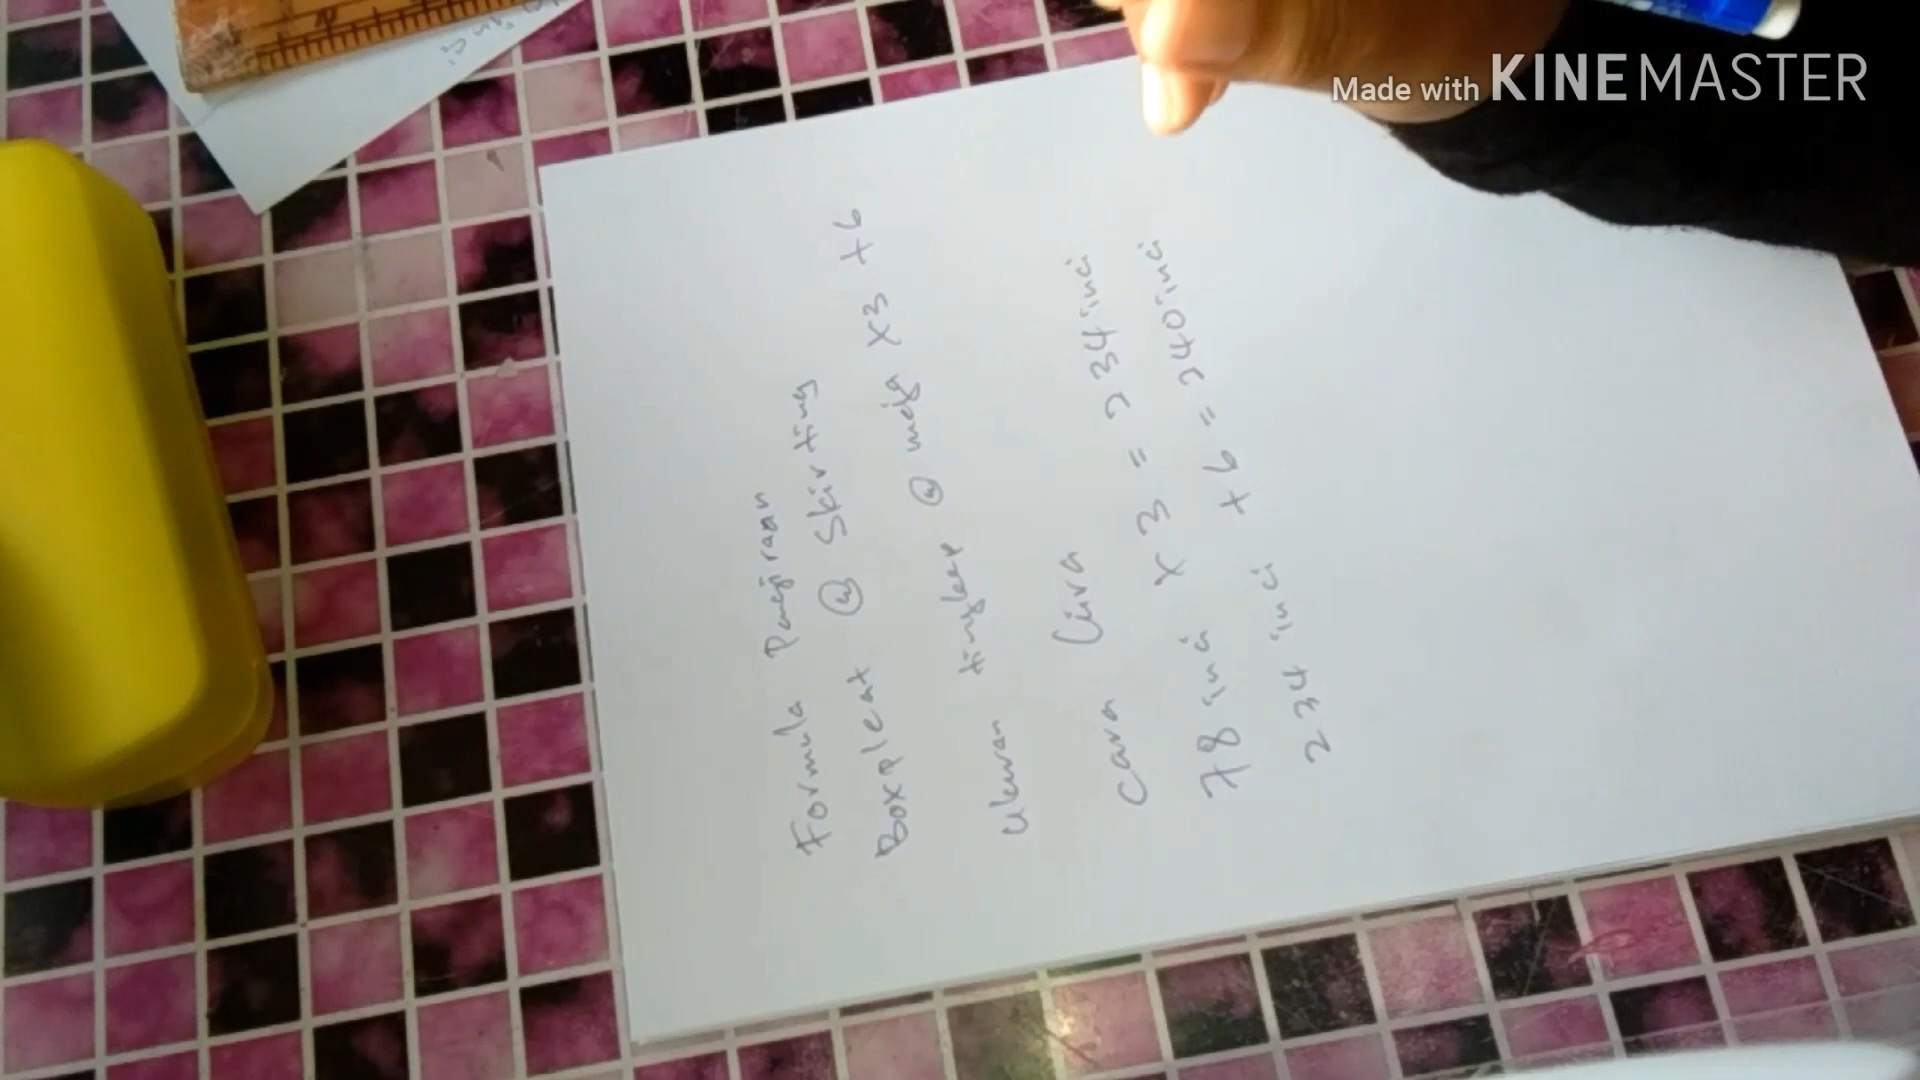 Made with KINEMASTER
Formula Pengiraan
Boxpleat @ Skirting
Ukuran tingkap @ meja x3 +6
Cara kira
78 inci x 3 = 234 inci
234 inci +6 = 240 inci